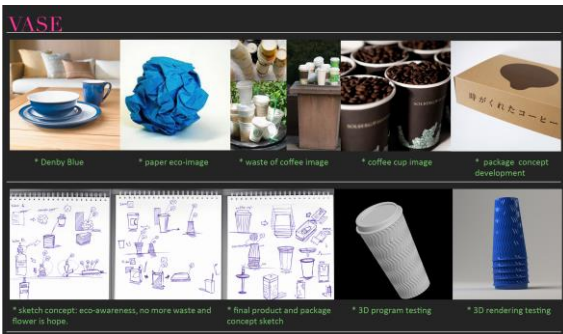 VASE
時がくれたコーヒー
* Denby Blue
* paper eco-image
* waste of coffee image
* coffee cup image
* package concept
development
* sketch concept: eco-awareness, no more waste and
flower is hope.
* final product and package
concept sketch
* 3D program testing
* 3D rendering testing